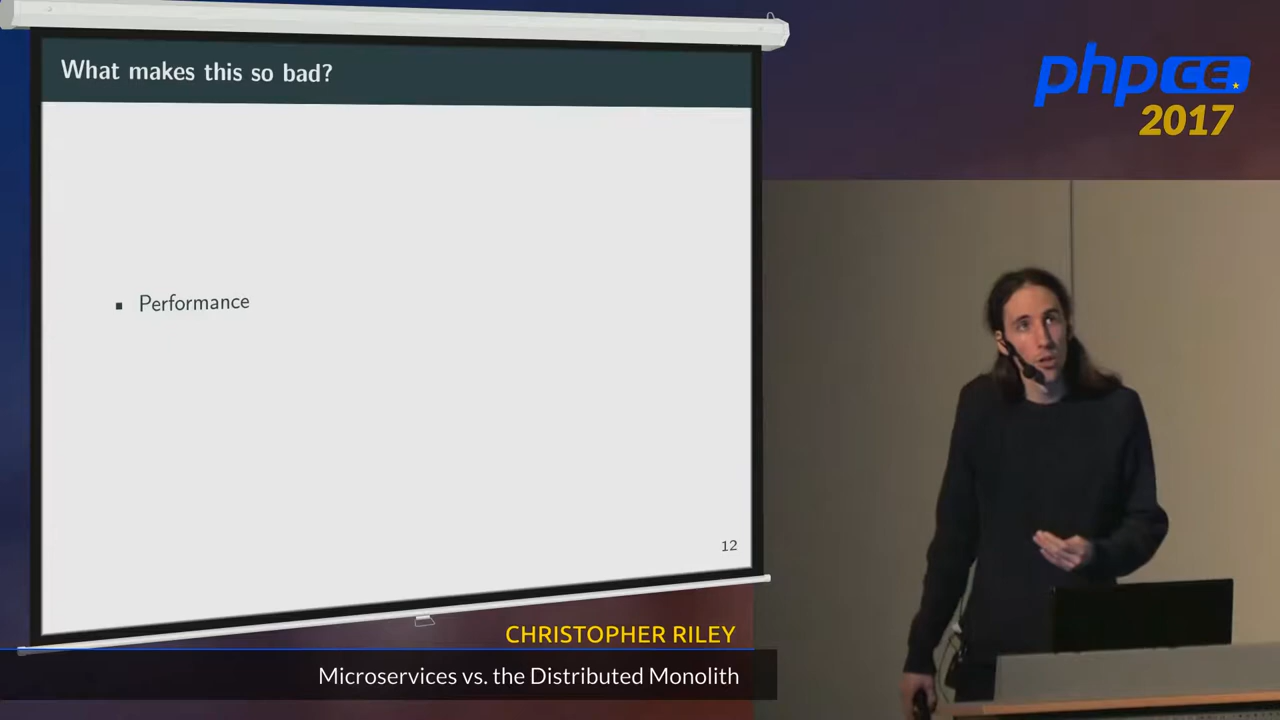 What makes this so bad?
▪ Performance
12
phpCE
2017
CHRISTOPHER RILEY
Microservices vs. the Distributed Monolith